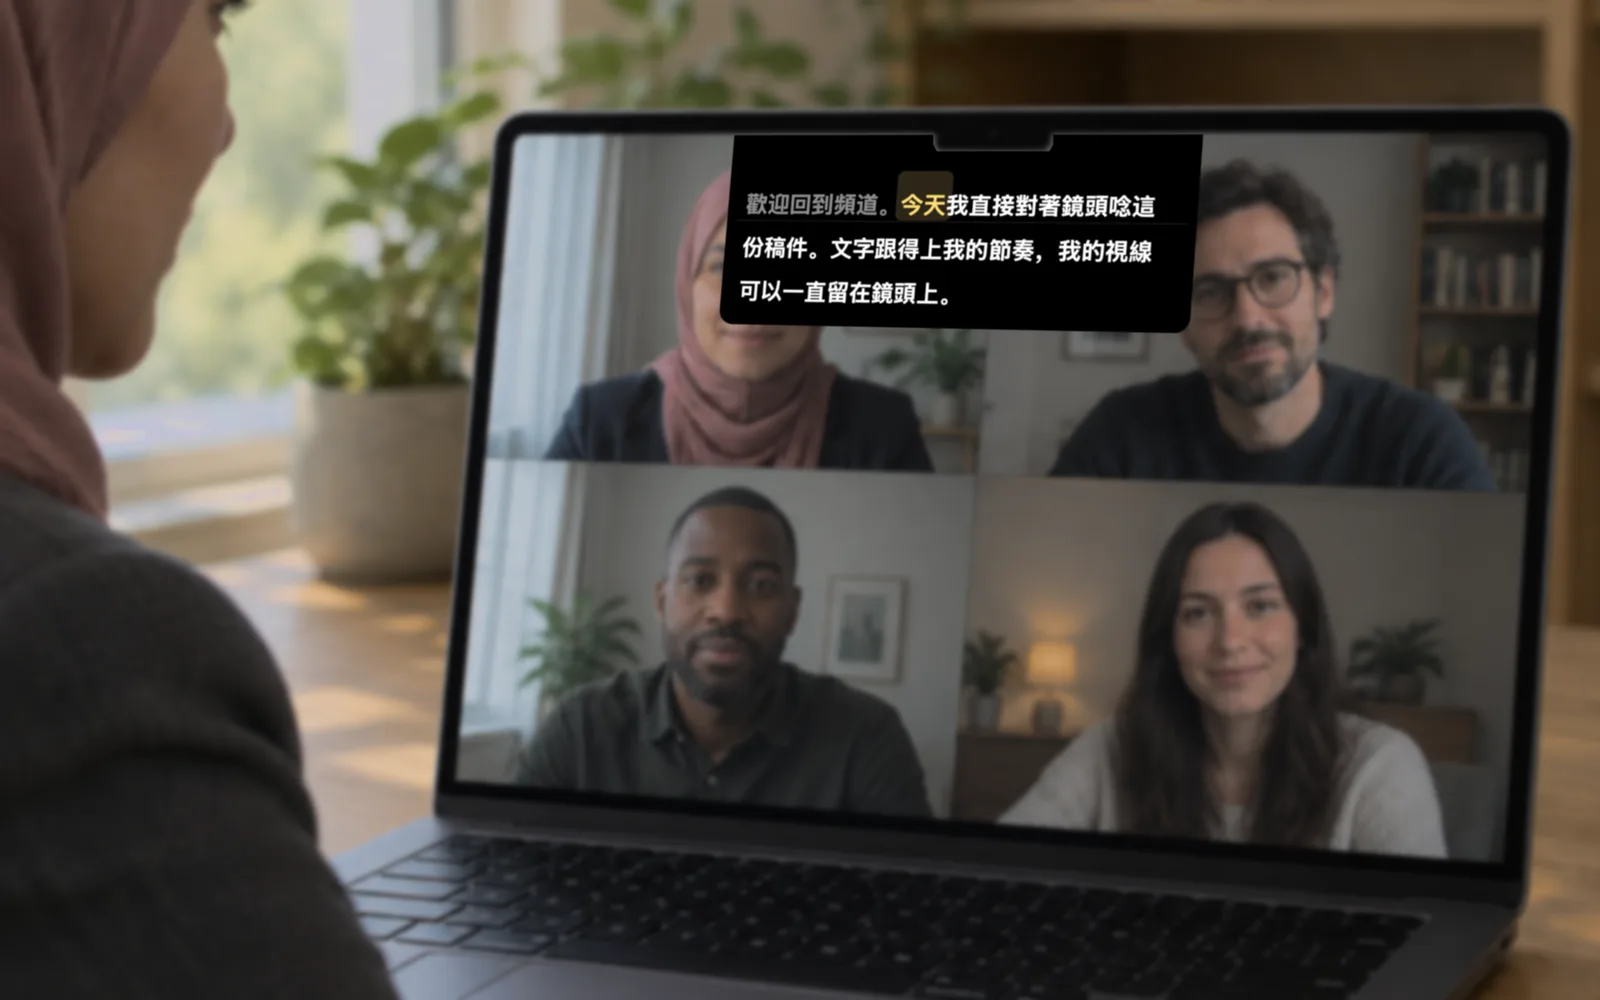 歡迎回到頻道。今天我直接對著鏡頭唸這
份稿件。文字跟得上我的節奏，我的視線
可以一直留在鏡頭上。